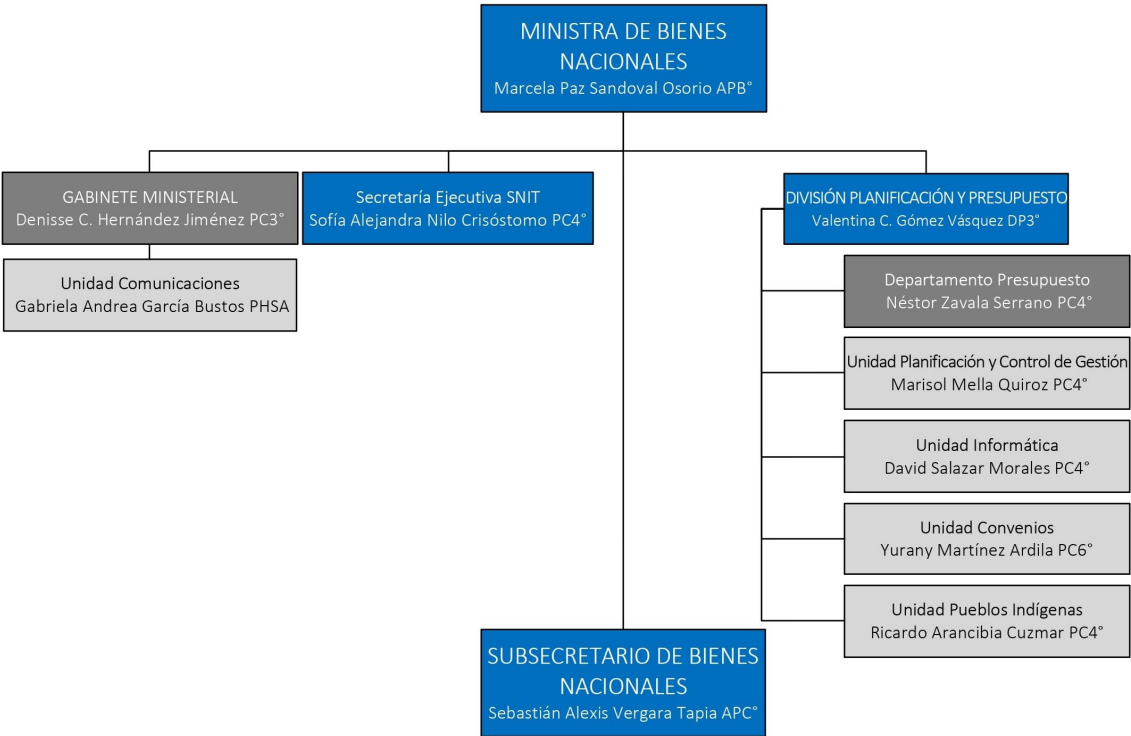 MINISTRA DE BIENES
NACIONALES
Marcela Paz Sandoval Osorio APB°
GABINETE MINISTERIAL
Denisse C. Hernández Jiménez PC3°
Secretaría Ejecutiva SNIT
Sofía Alejandra Nilo Crisóstomo PC4°
DIVISIÓN PLANIFICACIÓN Y PRESUPUESTO
Valentina C. Gómez Vásquez DP3°
Unidad Comunicaciones
Gabriela Andrea García Bustos PHSA
Departamento Presupuesto
Néstor Zavala Serrano PC4°
Unidad Planificación y Control de Gestión
Marisol Mella Quiroz PC4°
Unidad Informática
David Salazar Morales PC4°
Unidad Convenios
Yurany Martínez Ardila PC6°
Unidad Pueblos Indígenas
Ricardo Arancibia Cuzmar PC4°
SUBSECRETARIO DE BIENES
NACIONALES
Sebastián Alexis Vergara Tapia APC°